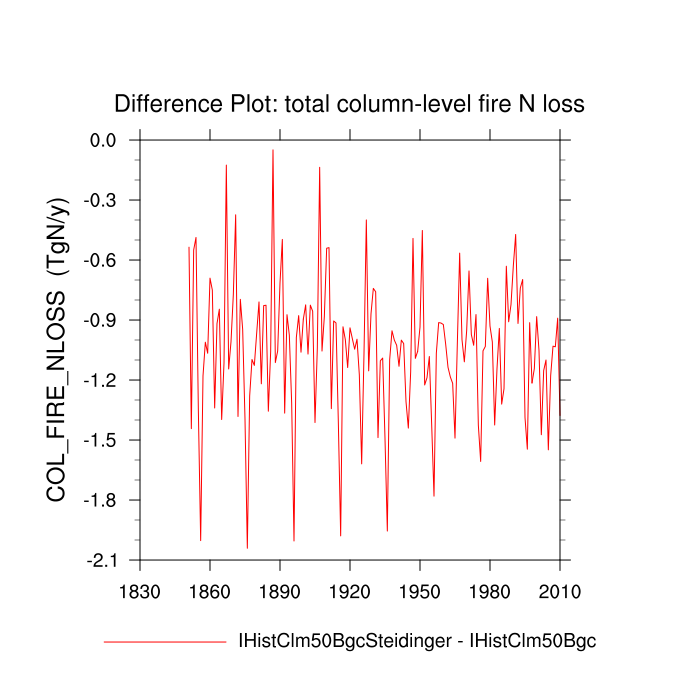 Difference Plot: total column-level fire N loss
COL_FIRE_NLOSS (TgN/y)
0.0
-0.3
-0.6
-0.9
-1.2
-1.5
-1.8
-2.1
1830 1860 1890 1920 1950 1980 2010
IHistClm50BgcSteidinger - IHistClm50Bgc